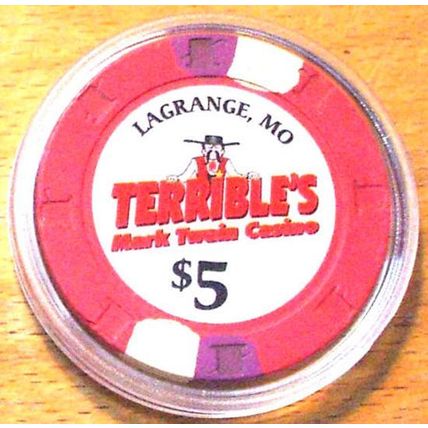 LAGRANGE, MO
TERRIBLE'S
Mark Twain Casino
$5